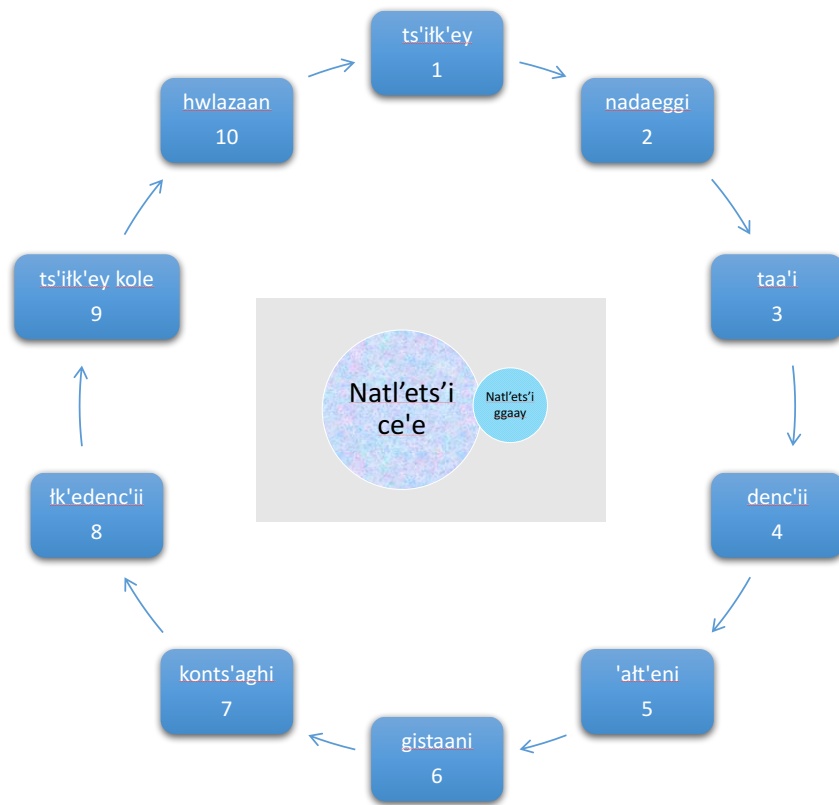 ts'iłk'ey
1
nadaeggi
2
taa'i
3
denc'ii
4
'ałt'eni
5
gistaani
6
konts'aghi
7
łk'edenc'ii
8
ts'iłk'ey kole
9
hwlazaan
10
Natl’ets’i
ce'e
Natl’ets’i
ggaay